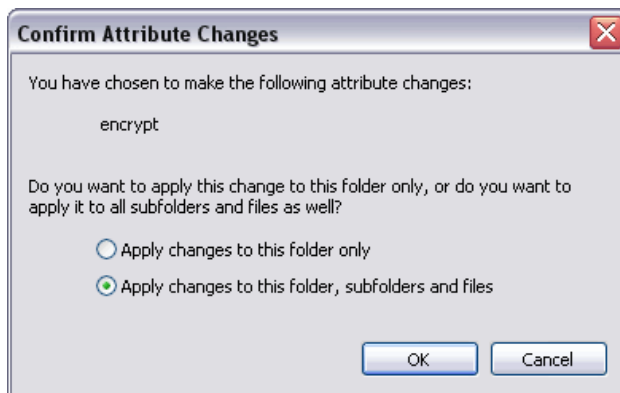 Confirm Attribute Changes
You have chosen to make the following attribute changes:
encrypt
Do you want to apply this change to this folder only, or do you want to
apply it to all subfolders and files as well?
Apply changes to this folder only
Apply changes to this folder, subfolders and files
OK Cancel